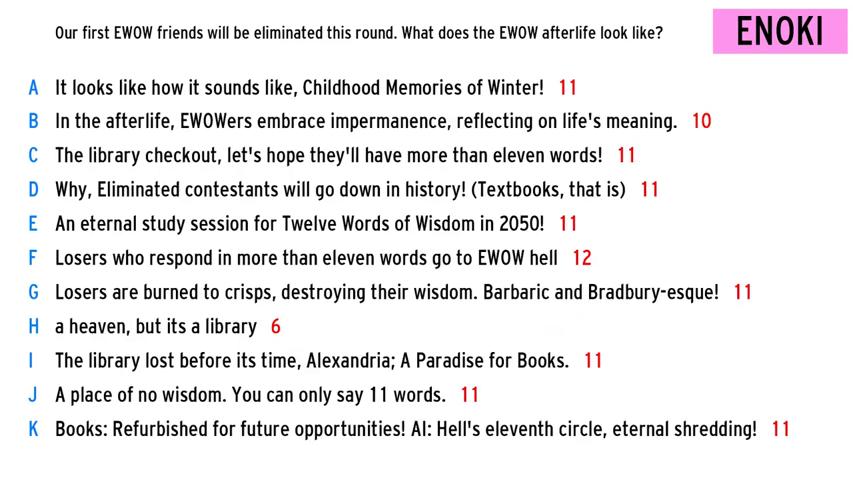 Our first EWOW friends will be eliminated this round. What does the EWOW afterlife look like?
ENOKI
A It looks like how it sounds like, Childhood Memories of Winter! 11
B In the afterlife, EWOWers embrace impermanence, reflecting on life's meaning. 10
C The library checkout, let's hope they'll have more than eleven words! 11
D Why, Eliminated contestants will go down in history! (Textbooks, that is) 11
E An eternal study session for Twelve Words of Wisdom in 2050! 11
F Losers who respond in more than eleven words go to EWOW hell 12
G Losers are burned to crisps, destroying their wisdom. Barbaric and Bradbury-esque! 11
H a heaven, but its a library 6
I The library lost before its time, Alexandria; A Paradise for Books. 11
J A place of no wisdom. You can only say 11 words. 11
K Books: Refurbished for future opportunities! AI: Hell's eleventh circle, eternal shredding! 11